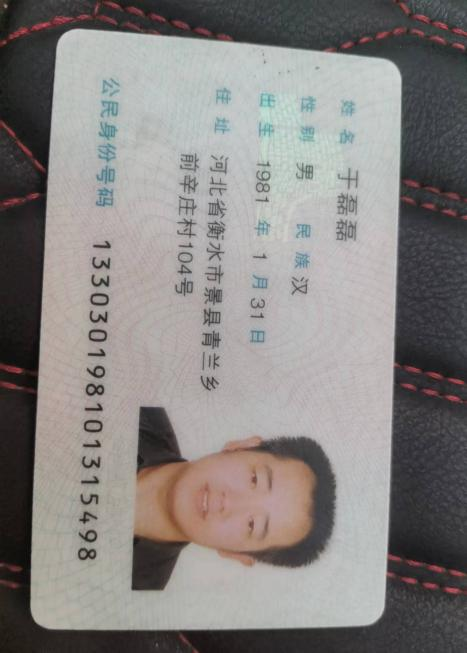 姓名 于磊磊
性别 男 民族 汉
出生 1981 年 1 月 31 日
住址 河北省衡水市景县青兰乡
前辛庄村104号
公民身份号码 133030198101315498